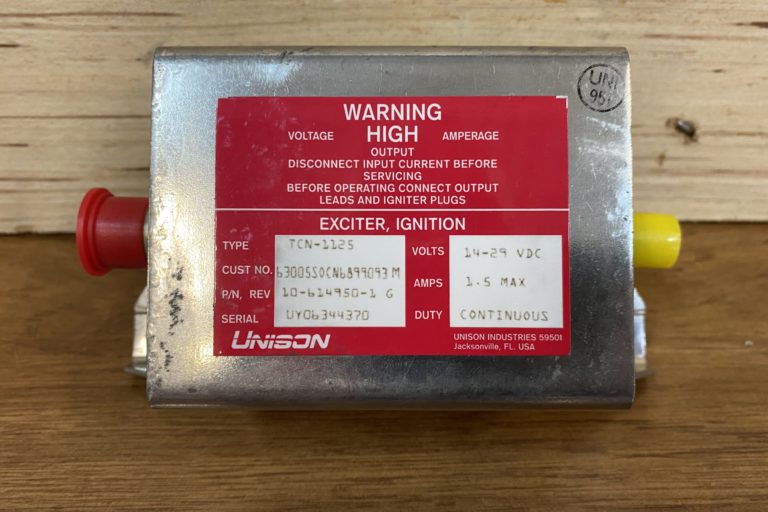 UNI
95
WARNING
VOLTAGE HIGH AMPERAGE
OUTPUT
DISCONNECT INPUT CURRENT BEFORE
SERVICING
BEFORE OPERATING CONNECT OUTPUT
LEADS AND IGNITER PLUGS
EXCITER, IGNITION
TYPE TCN-1125 VOLTS 14-29 VDC
CUST NO. 63005SOCN6899093 M AMPS 1.5 MAX
P/N, REV 10-614950-1 G
SERIAL UY06344370 DUTY CONTINUOUS
UNISON UNISON INDUSTRIES 59501
Jacksonville, FL. USA